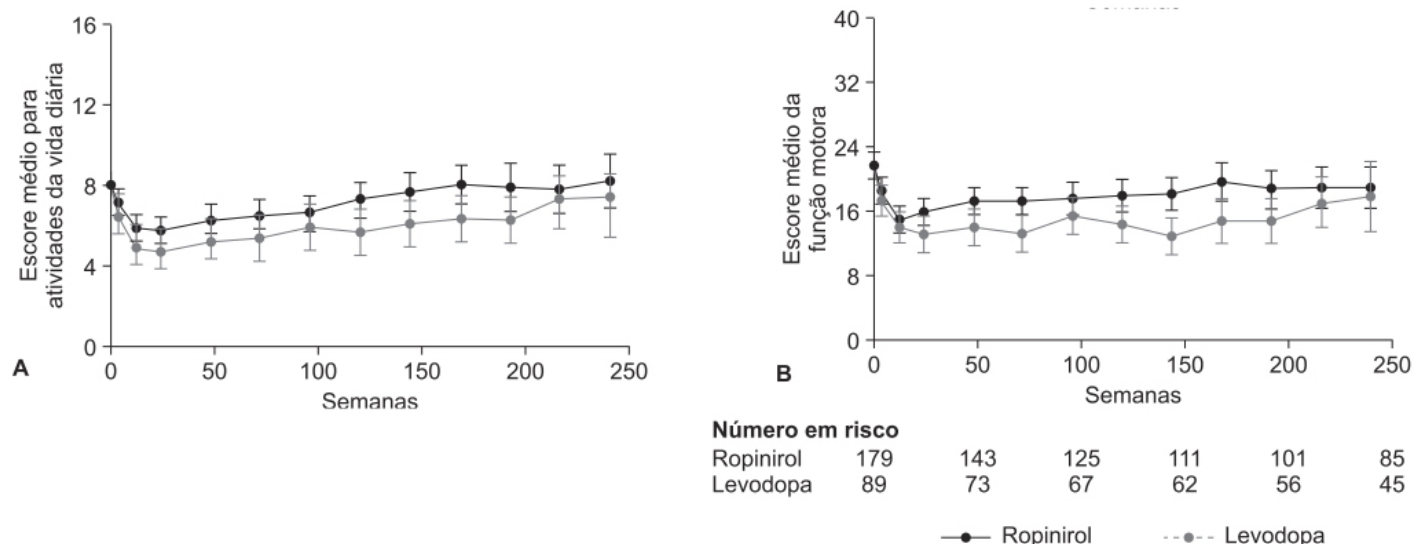 16
12
8
4
0
Escore médio para
atividades da vida diária
0 50 100 150 200 250
Semanas
A
40
32
24
16
8
0
Escore médio da
função motora
0 50 100 150 200 250
Semanas
B
Número em risco
Ropinirol 179 143 125 111 101 85
Levodopa 89 73 67 62 56 45
Ropinirol Levodopa